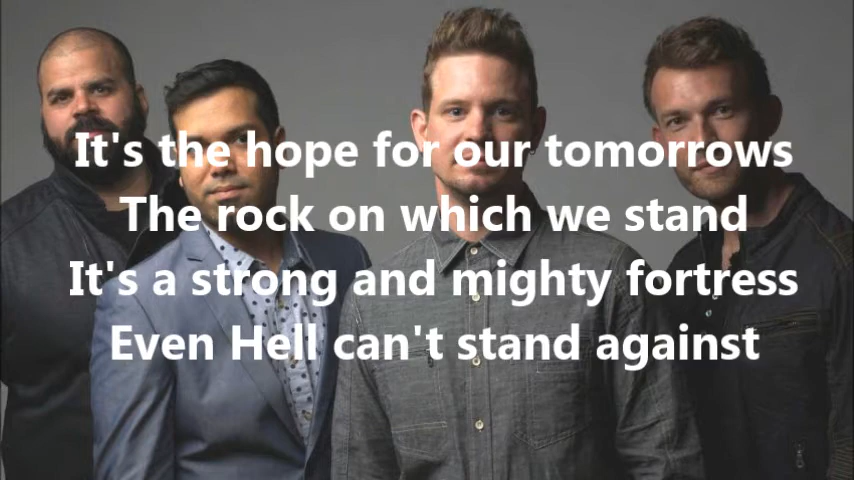 It's the hope for our tomorrows
The rock on which we stand
It's a strong and mighty fortress
Even Hell can't stand against